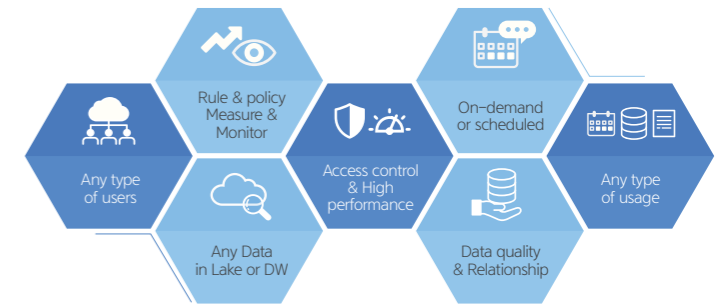 Rule & policy
Measure &
Monitor
On-demand
or scheduled
Any type
of users
Access control
& High
performance
Any type
of usage
Any Data
in Lake or DW
Data quality
& Relationship